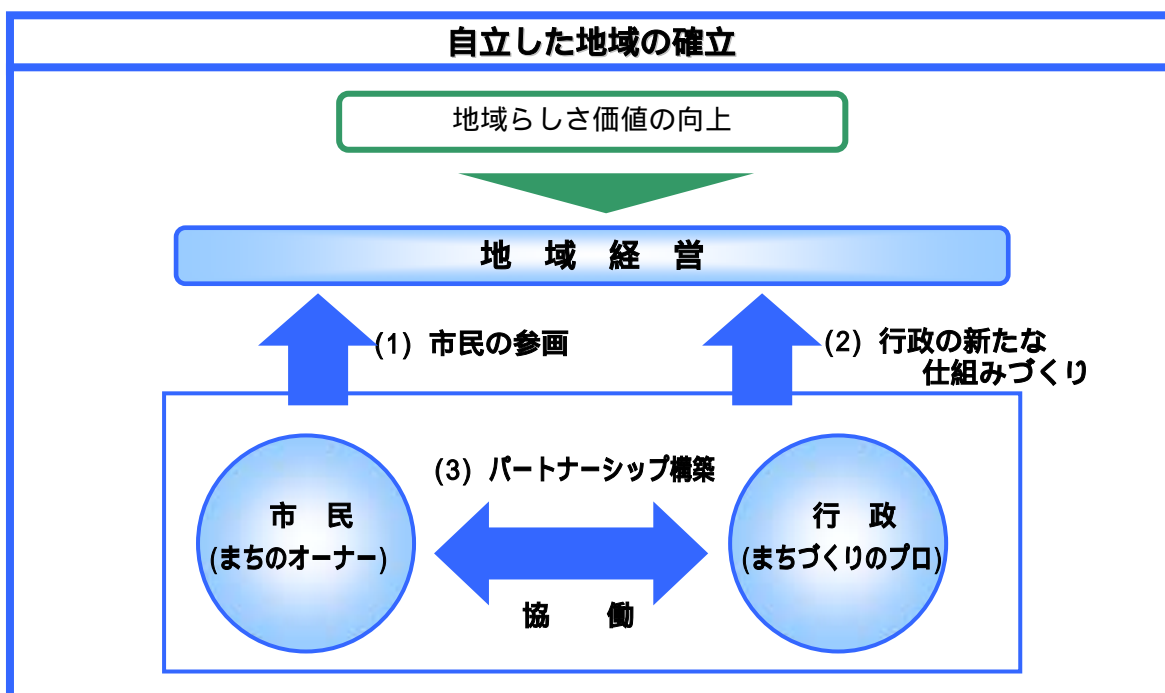 自立した地域の確立
地域らしさ価値の向上
地 域 経 営
(1) 市民の参画
(2) 行政の新たな
仕組みづくり
(3) パートナーシップ構築
市 民
(まちのオーナー)
行 政
(まちづくりのプロ)
協 働